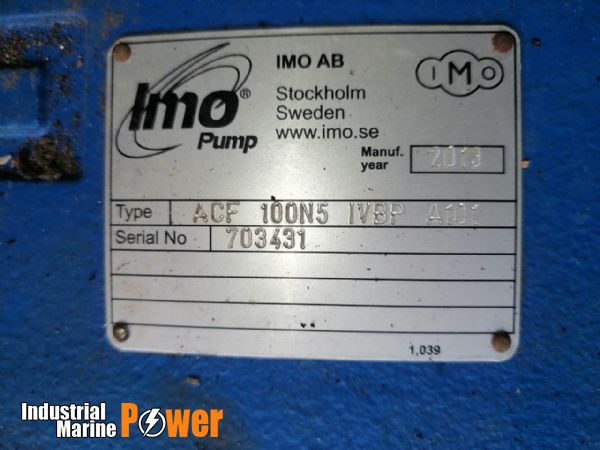 Imo®
Pump
IMO AB
Stockholm
Sweden
www.imo.se
IMO
Manuf. year 2013
Type ACF 100N5 IVBP A101
Serial No 703431
1,039
Industrial
Marine Power